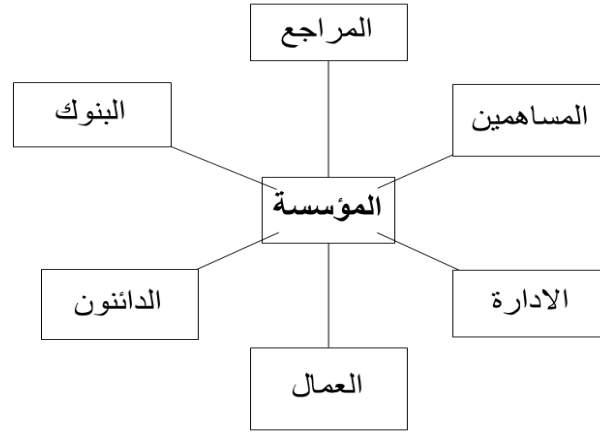 المراجع
المساهمين
البنوك
المؤسسة
الادارة
الدائنون
العمال